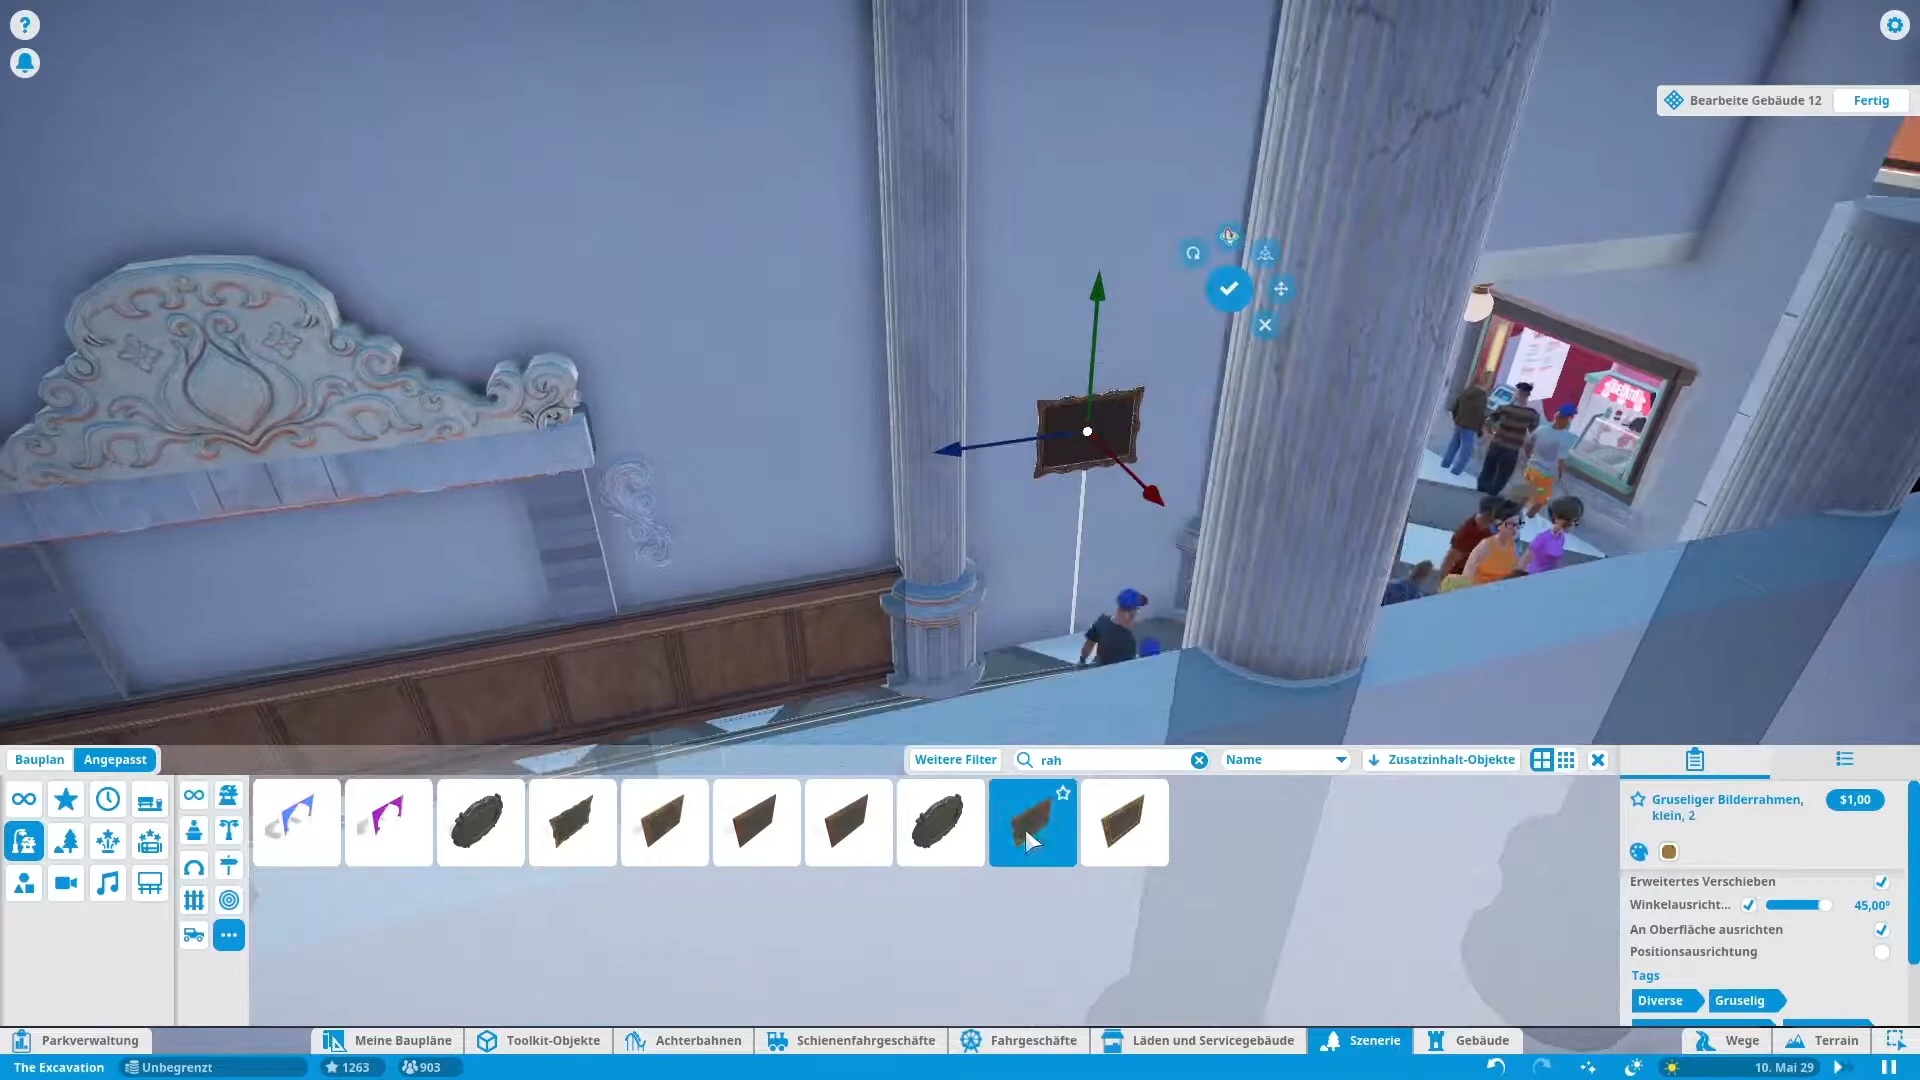 ?
Bearbeite Gebäude 12 Fertig
GELATO
Bauplan Angepasst
Weitere Filter rah Name Zusatzinhalt-Objekte
Gruseliger Bilderrahmen,
klein, 2
$1,00
Erweitertes Verschieben
Winkelausricht... 45,00°
An Oberfläche ausrichten
Positionsausrichtung
Tags
Diverse Gruselig
Parkverwaltung Meine Baupläne Toolkit-Objekte Achterbahnen Schienenfahrgeschäfte Fahrgeschäfte Läden und Servicegebäude Szenerie Gebäude Wege Terrain
The Excavation Unbegrenzt 1263 903 10. Mai 29